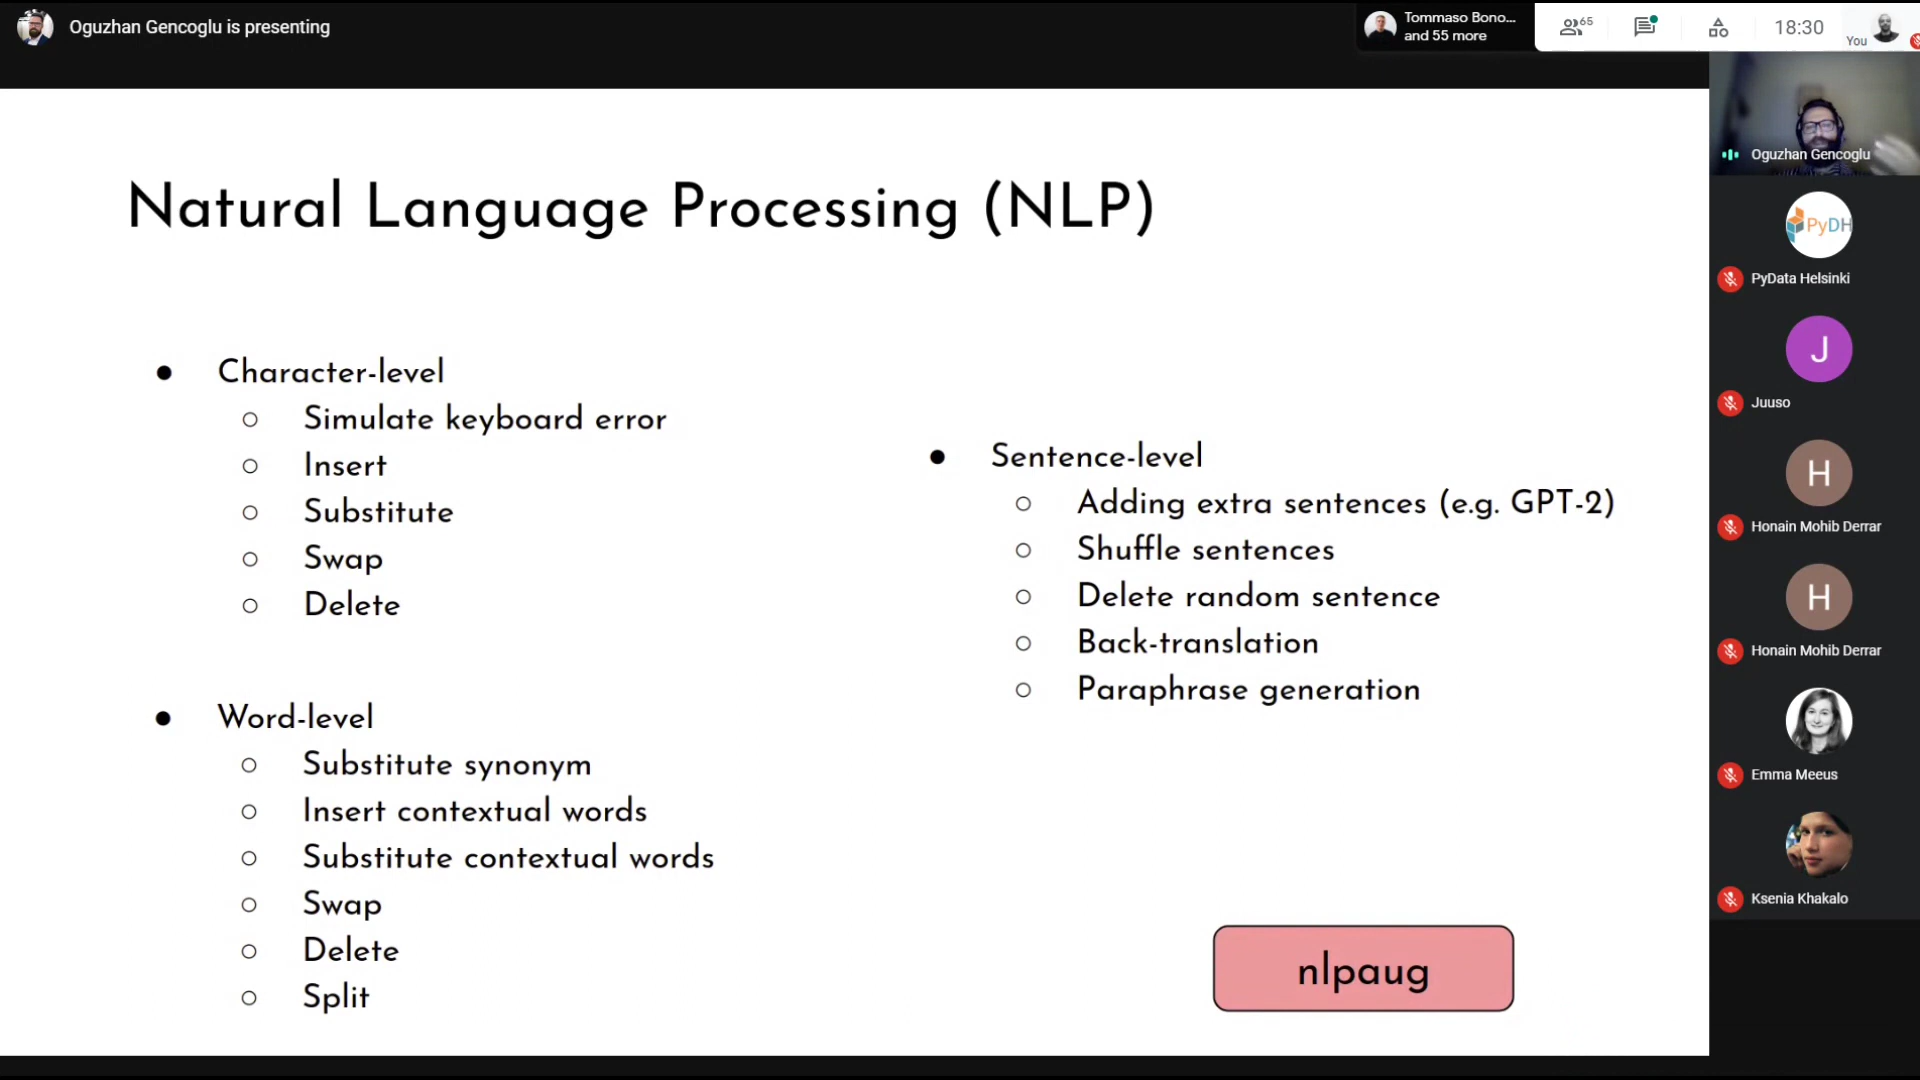 Oguzhan Gencoglu is presenting
Tommaso Bono...
and 55 more
65
18:30
You
Natural Language Processing (NLP)
● Character-level
○ Simulate keyboard error
○ Insert
○ Substitute
○ Swap
○ Delete
● Word-level
○ Substitute synonym
○ Insert contextual words
○ Substitute contextual words
○ Swap
○ Delete
○ Split
● Sentence-level
○ Adding extra sentences (e.g. GPT-2)
○ Shuffle sentences
○ Delete random sentence
○ Back-translation
○ Paraphrase generation
nlpaug
Oguzhan Gencoglu
PyDH
PyData Helsinki
J
Juuso
H
Honain Mohib Derrar
H
Honain Mohib Derrar
Emma Meeus
Ksenia Khakalo